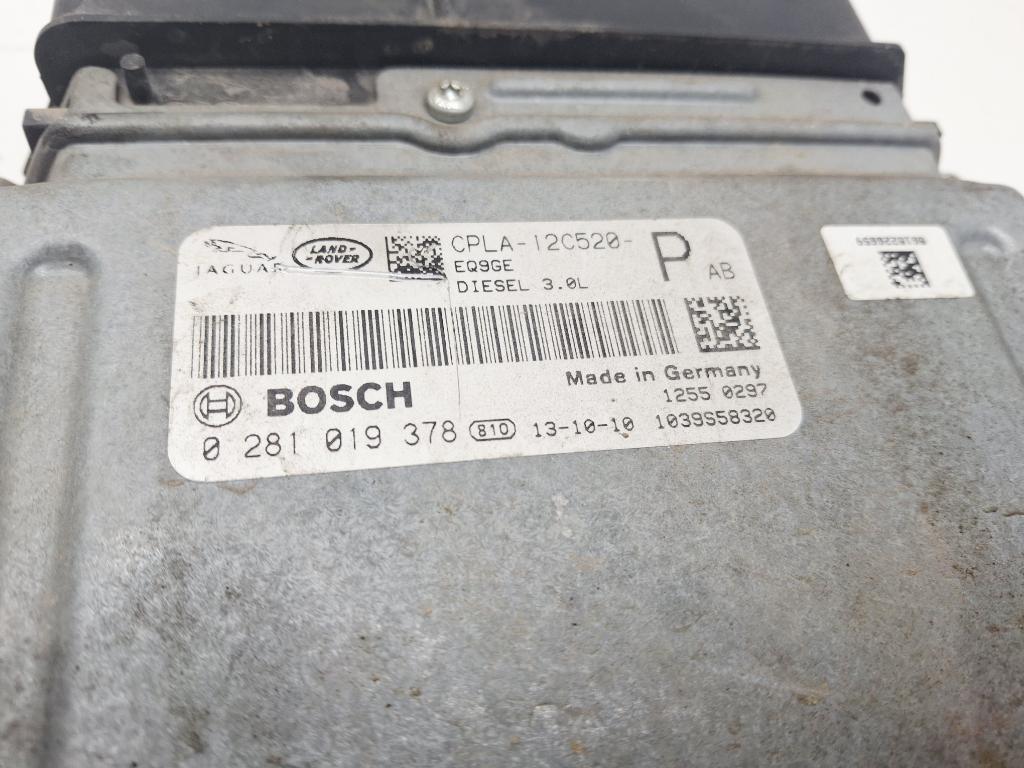 JAGUAR
LAND-
-ROVER
CPLA-12C520-
P AB
EQ9GE
DIESEL 3.0L
Made in Germany
BOSCH
1255 0297
0 281 019 378 810 13-10-10 1039S58320